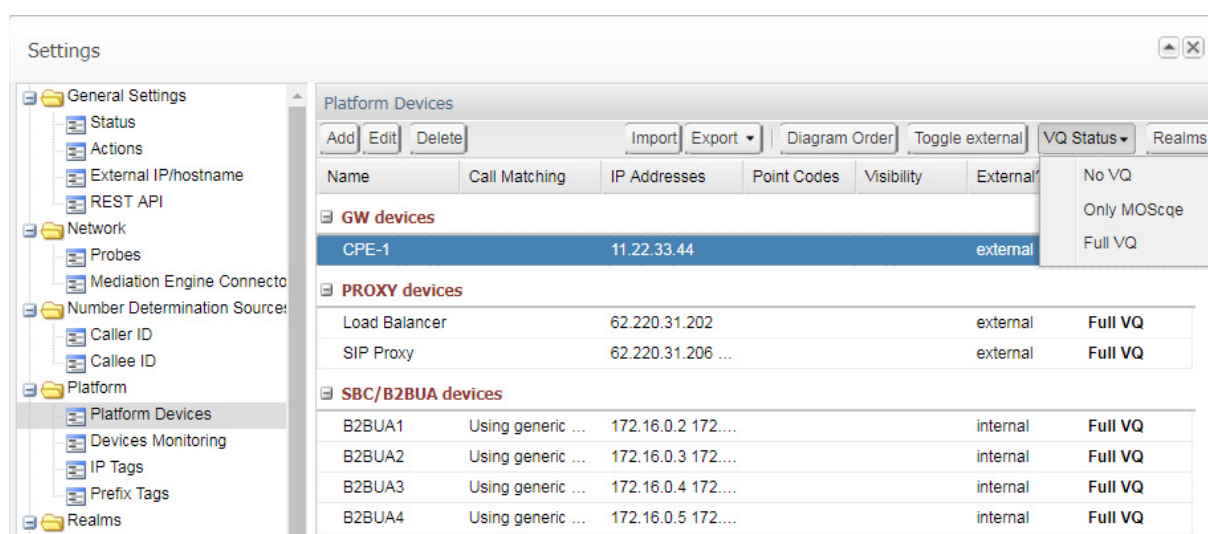 Settings
General Settings
Status
Actions
External IP/hostname
REST API
Network
Probes
Mediation Engine Connecto
Number Determination Source
Caller ID
Callee ID
Platform
Platform Devices
Devices Monitoring
IP Tags
Prefix Tags
Realms
Platform Devices
Add Edit Delete Import Export Diagram Order Toggle external VQ Status Realms
Name Call Matching IP Addresses Point Codes Visibility External?
No VQ
Only MOScqe
Full VQ
GW devices
CPE-1 11.22.33.44 external
PROXY devices
Load Balancer 62.220.31.202 external Full VQ
SIP Proxy 62.220.31.206 ... external Full VQ
SBC/B2BUA devices
B2BUA1 Using generic ... 172.16.0.2 172.... internal Full VQ
B2BUA2 Using generic ... 172.16.0.3 172.... internal Full VQ
B2BUA3 Using generic ... 172.16.0.4 172.... internal Full VQ
B2BUA4 Using generic ... 172.16.0.5 172.... internal Full VQ